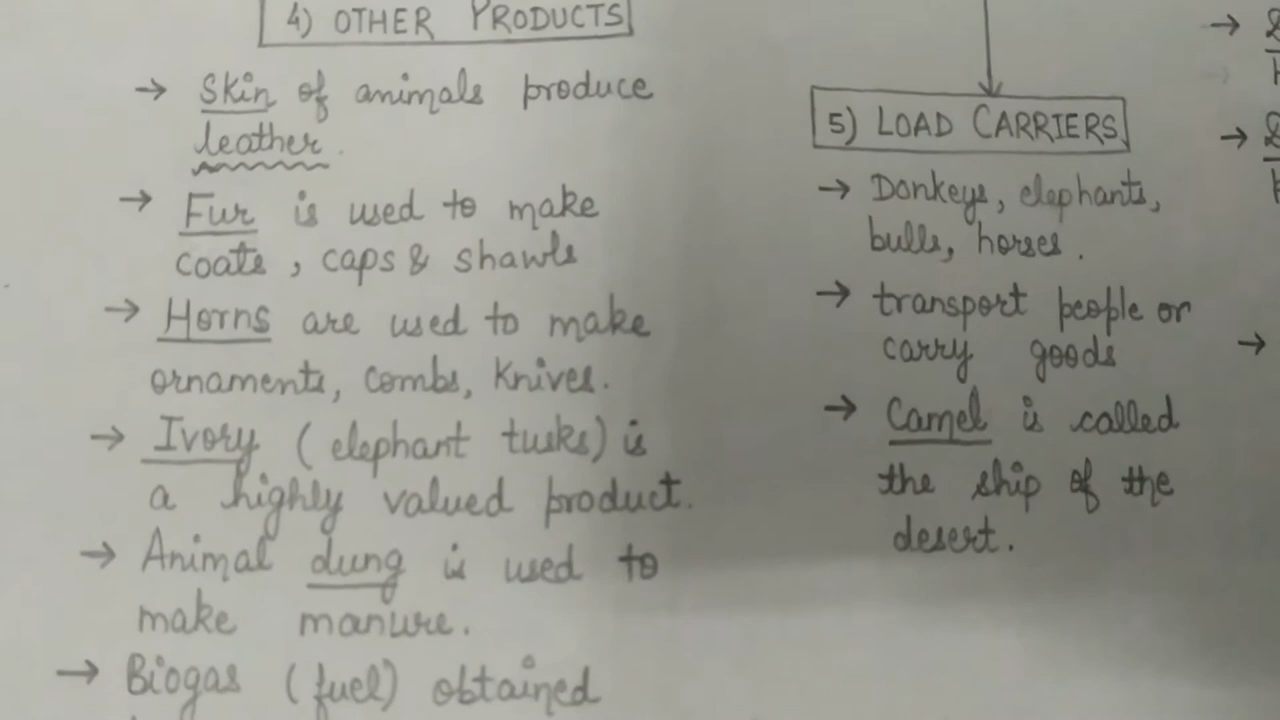 4) OTHER PRODUCTS
→ Skin of animals produce
leather.
→ Fur is used to make
coats, caps & shawls
→ Horns are used to make
ornaments, combs, knives.
→ Ivory (elephant tusks) is
a highly valued product.
→ Animal dung is used to
make manure.
→ Biogas (fuel) obtained
5) LOAD CARRIERS
→ Donkeys, elephants,
bulls, horses.
→ transport people or
carry goods
→ Camel is called
the ship of the
desert.
→
→
→